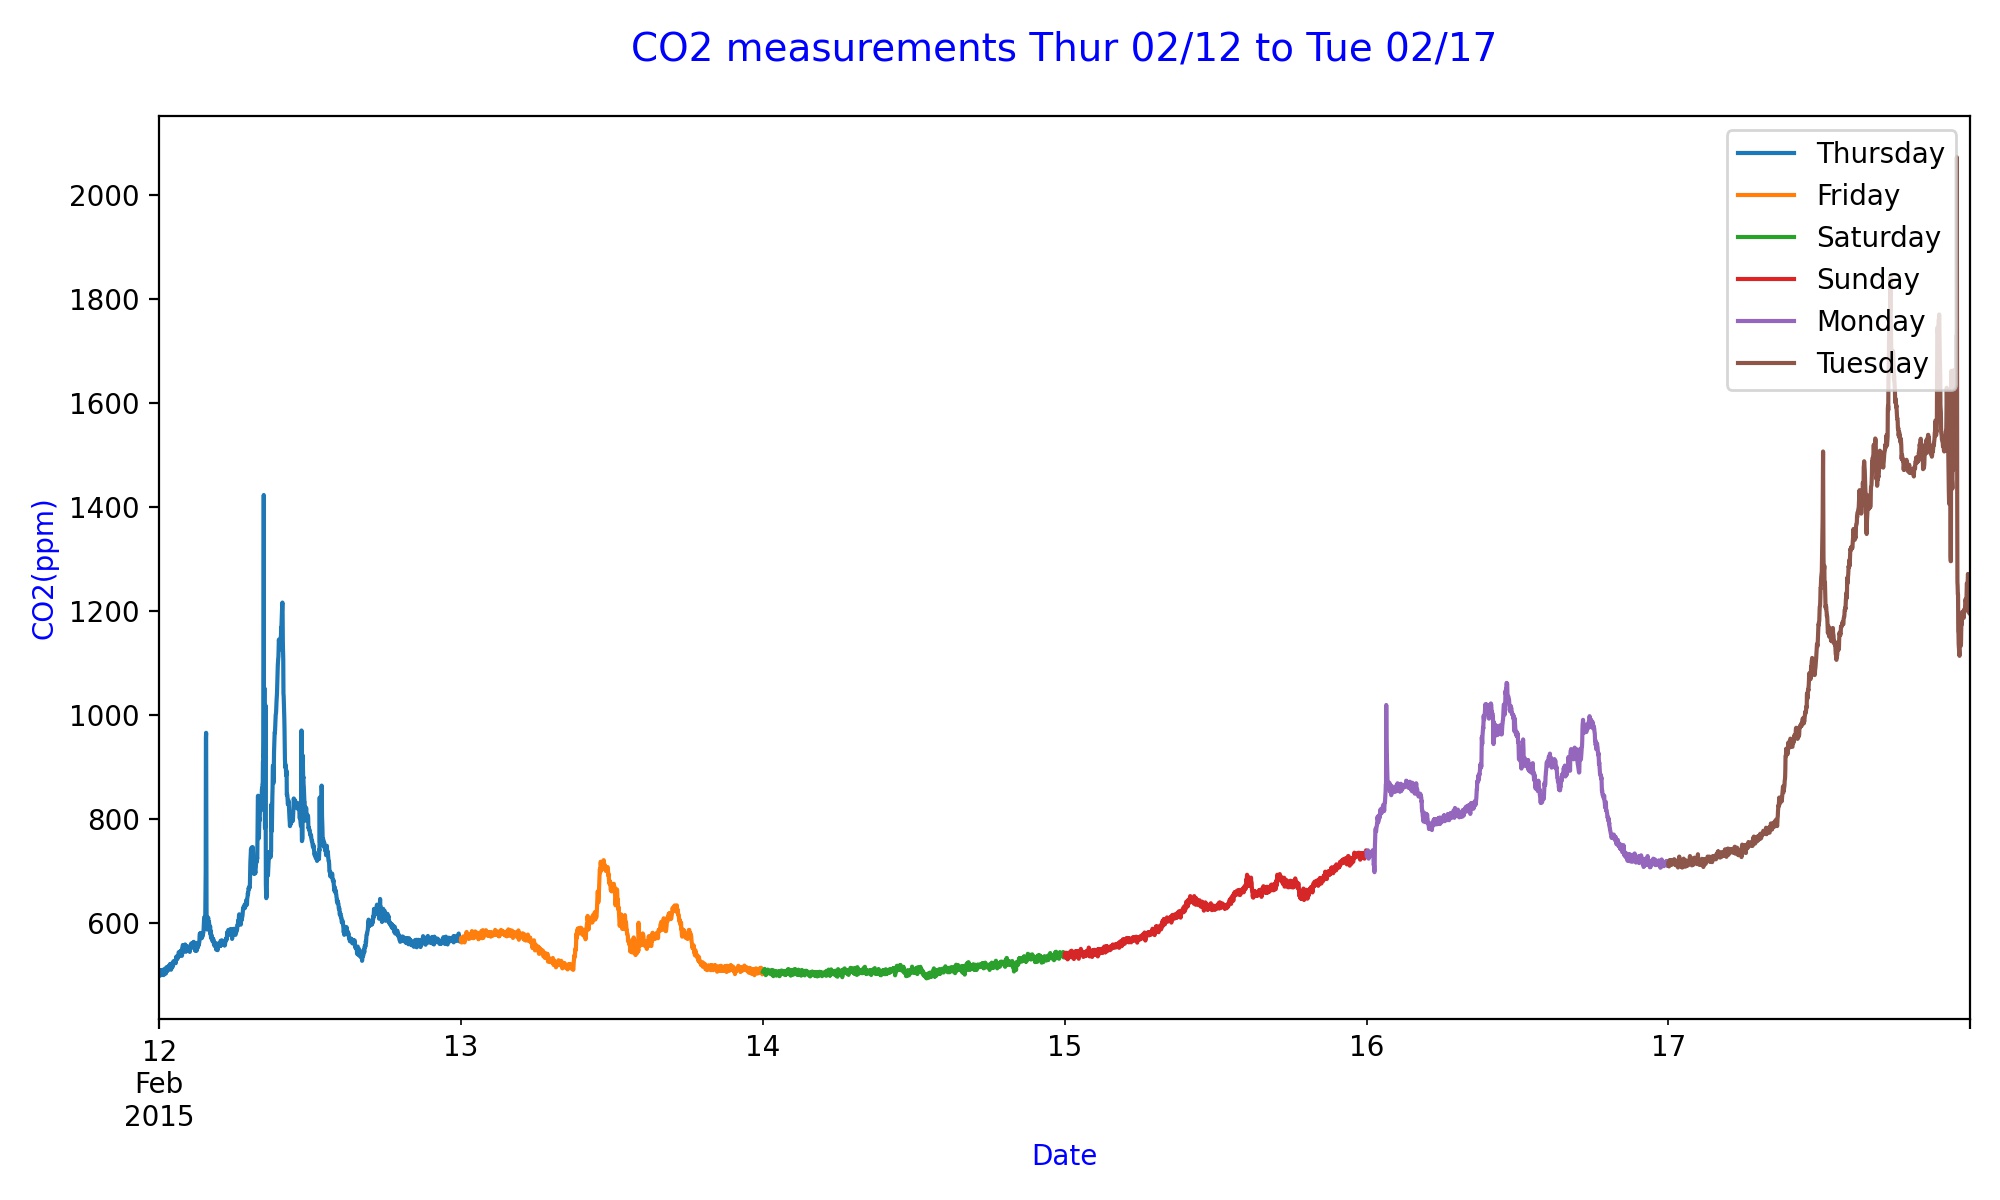 CO2 measurements Thur 02/12 to Tue 02/17
CO2(ppm)
2000
1800
1600
1400
1200
1000
800
600
Thursday
Friday
Saturday
Sunday
Monday
Tuesday
12
Feb
2015
13
14
15
16
17
Date